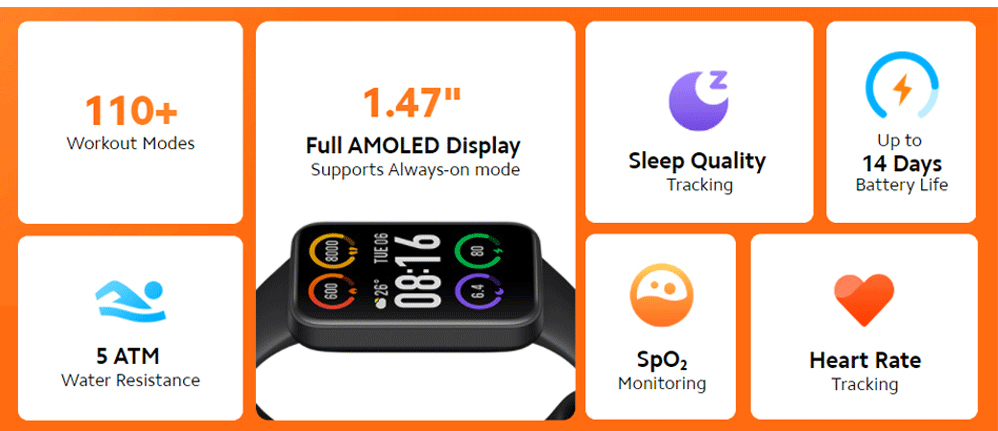 110+
Workout Modes
1.47"
Full AMOLED Display
Supports Always-on mode
8000
600
TUE 06
26°
08:16
80
6.4
z
Sleep Quality
Tracking
Up to
14 Days
Battery Life
5 ATM
Water Resistance
SpO₂
Monitoring
Heart Rate
Tracking